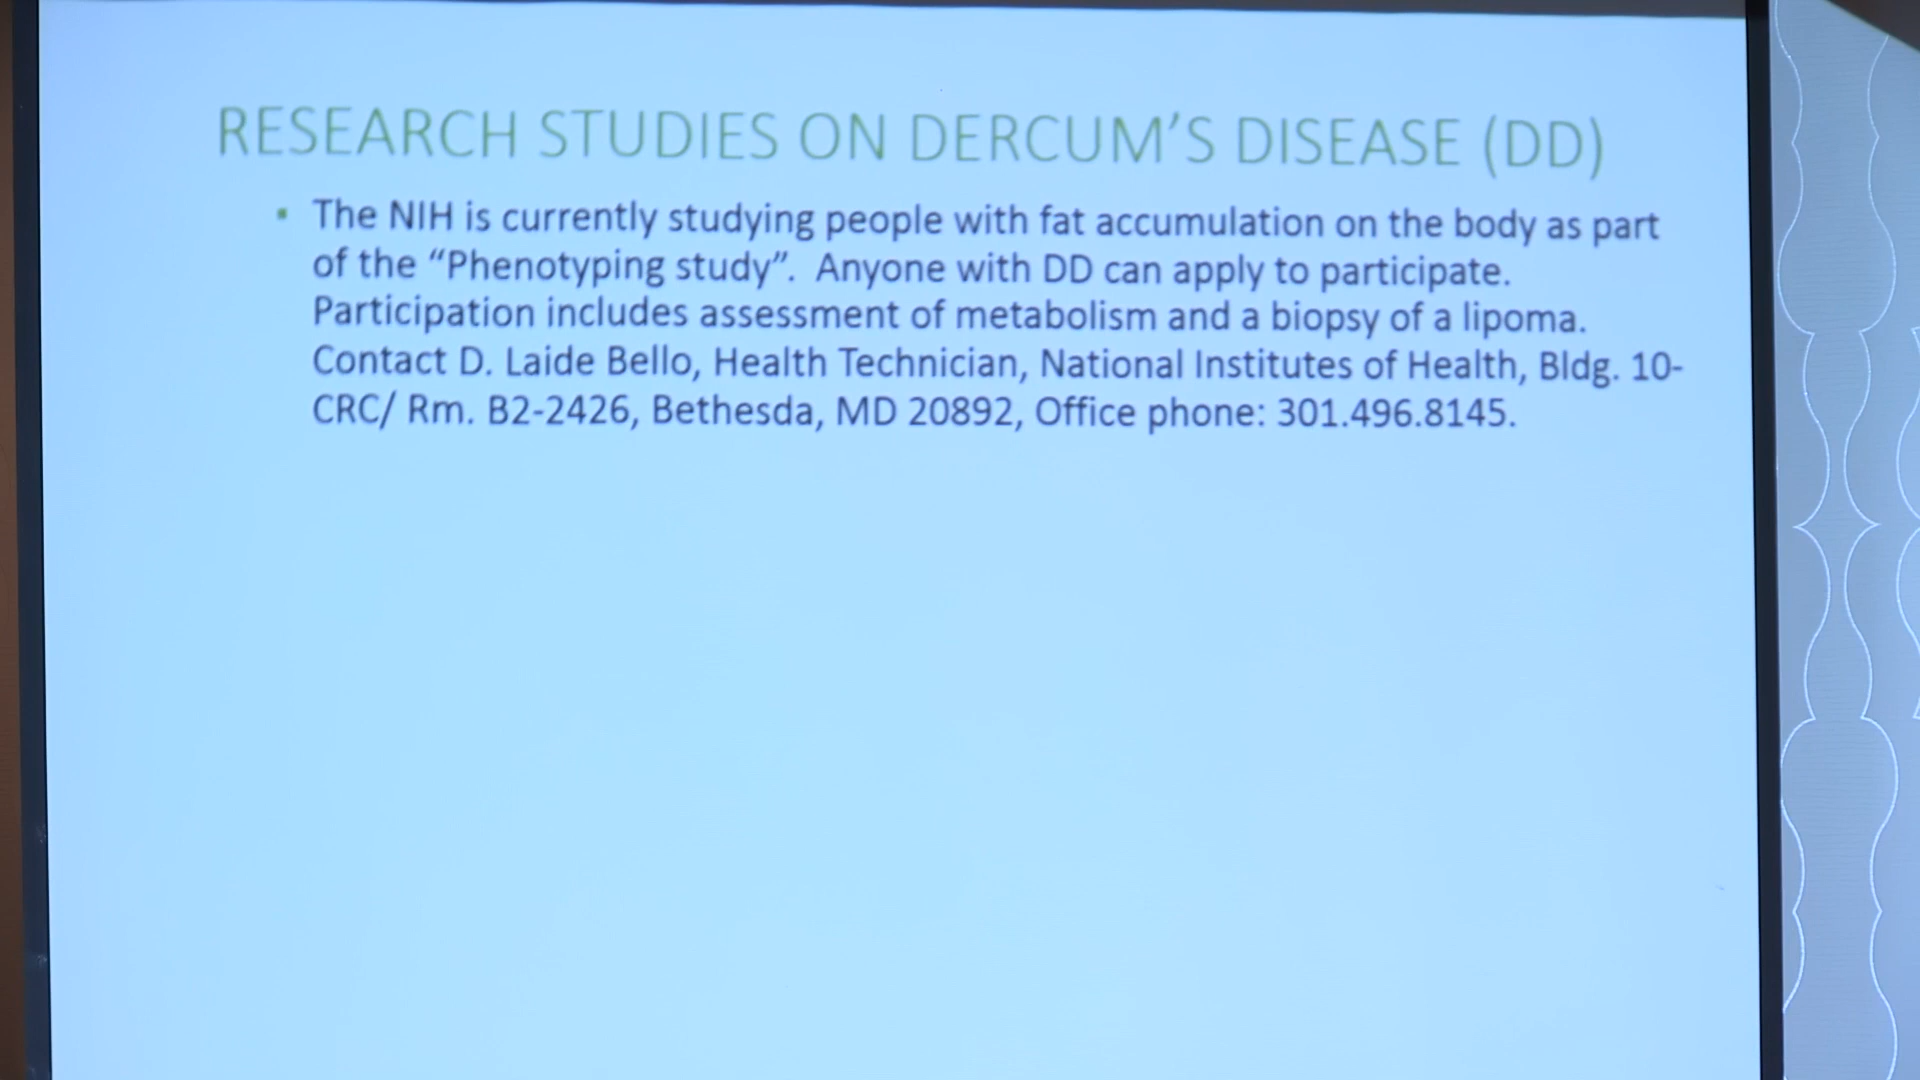 RESEARCH STUDIES ON DERCUM'S DISEASE (DD)
▪ The NIH is currently studying people with fat accumulation on the body as part
of the “Phenotyping study”.  Anyone with DD can apply to participate.
Participation includes assessment of metabolism and a biopsy of a lipoma.
Contact D. Laide Bello, Health Technician, National Institutes of Health, Bldg. 10-
CRC/ Rm. B2-2426, Bethesda, MD 20892, Office phone: 301.496.8145.